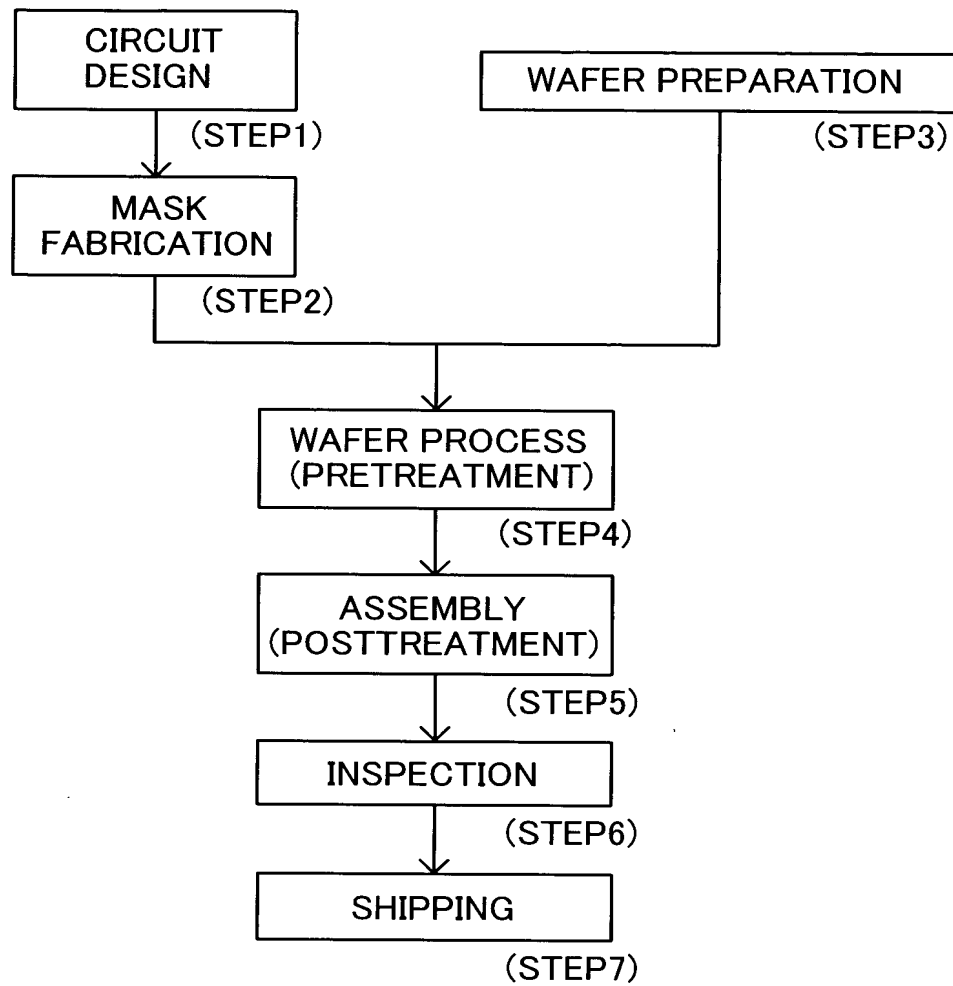 CIRCUIT
DESIGN
(STEP1)
WAFER PREPARATION
(STEP3)
MASK
FABRICATION
(STEP2)
WAFER PROCESS
(PRETREATMENT)
(STEP4)
ASSEMBLY
(POSTTREATMENT)
(STEP5)
INSPECTION
(STEP6)
SHIPPING
(STEP7)